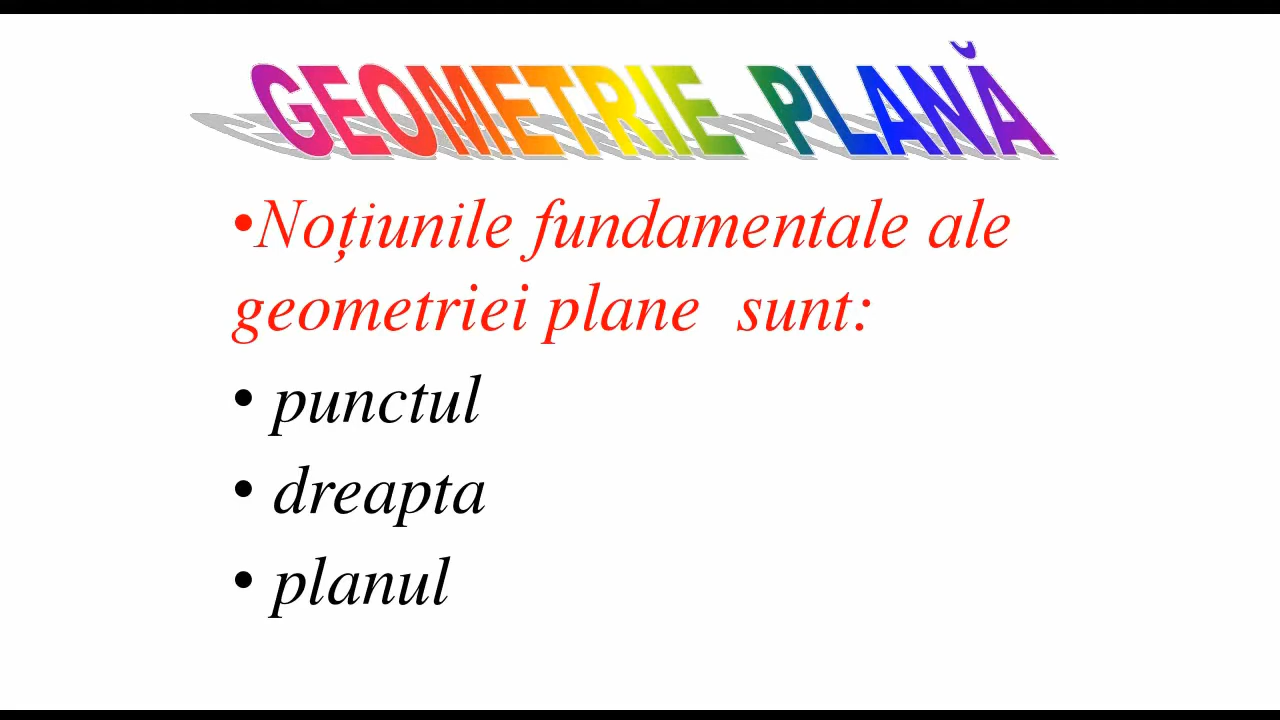 GEOMETRIE PLANĂ
•Noțiunile fundamentale ale
geometriei plane sunt:
• punctul
• dreapta
• planul